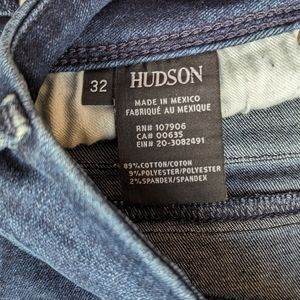 32
HUDSON
MADE IN MEXICO
FABRIQUÉ AU MEXIQUE
RN# 107906
CA# 00635
EIN# 20-3082491
89% COTTON/COTON
9% POLYESTER/POLYESTER
2% SPANDEX/SPANDEX